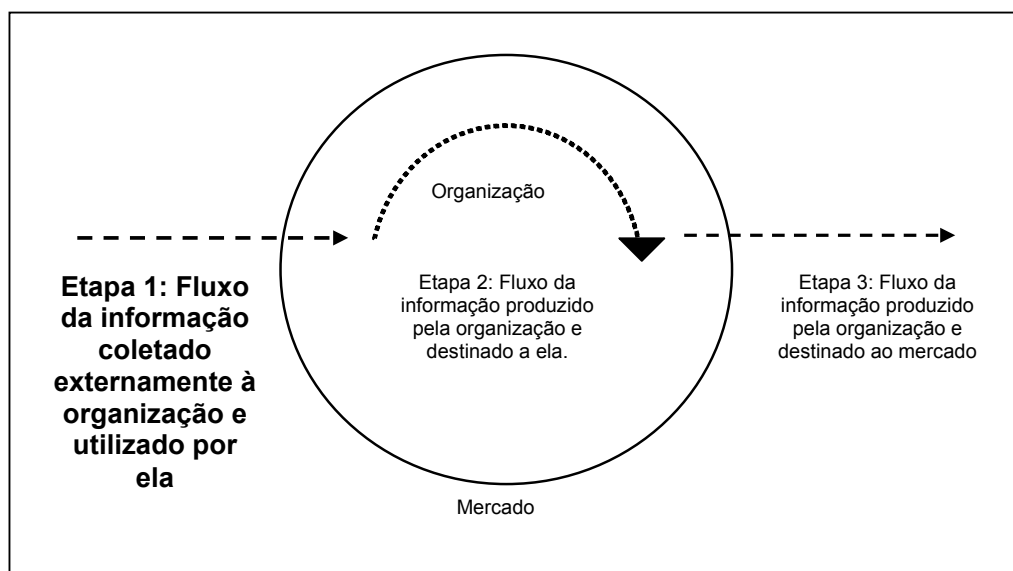 Organização
Etapa 1: Fluxo
da informação
coletado
externamente à
organização e
utilizado por
ela
Etapa 2: Fluxo da
informação produzido
pela organização e
destinado a ela.
Etapa 3: Fluxo da
informação produzido
pela organização e
destinado ao mercado
Mercado